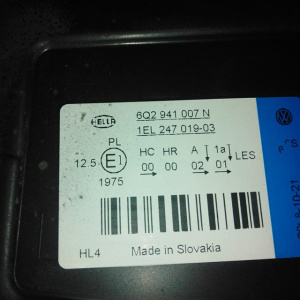 HELLA
6Q2 941 007 N
1EL 247 019-03
PL
HC HR A 1a
12.5 E1 LES
00 00 02 01
1975
HL4 Made in Slovakia